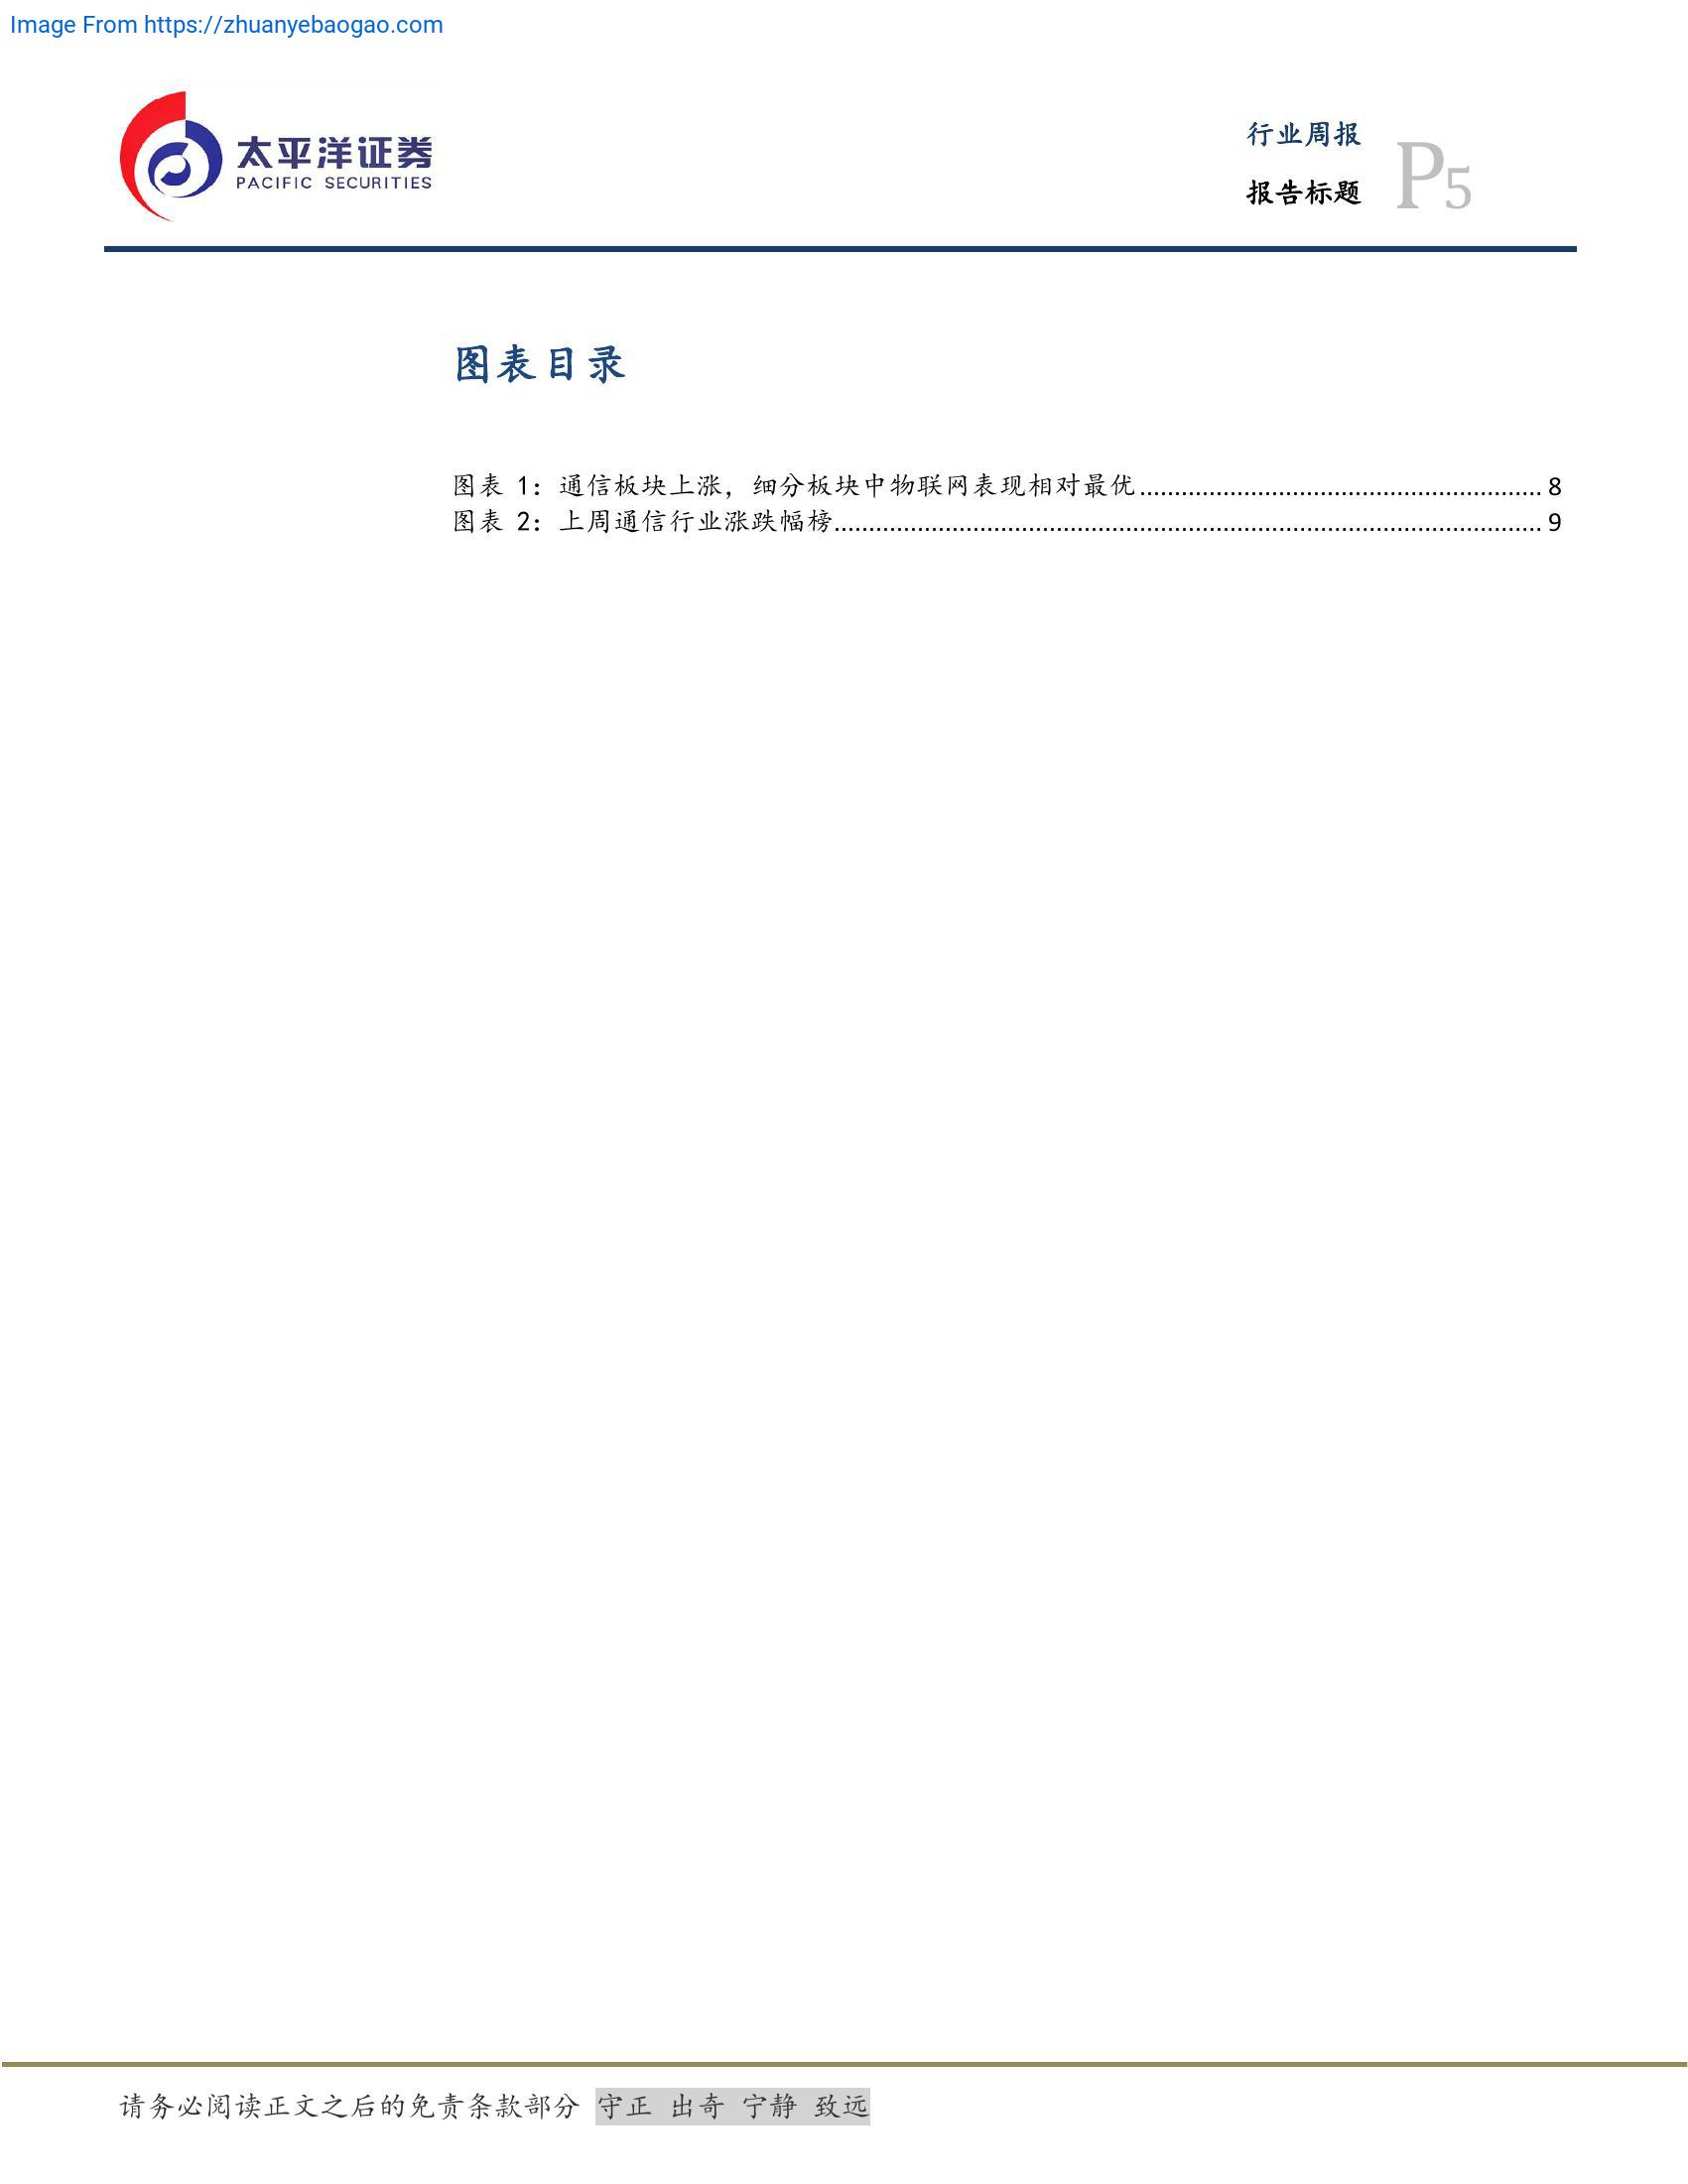 Image From https://zhuanyebaogao.com
太平洋证券
PACIFIC SECURITIES
行业周报
报告标题
P5
图表目录
图表 1：通信板块上涨，细分板块中物联网表现相对最优.......................................................... 8
图表 2：上周通信行业涨跌幅榜...................................................................................................... 9
请务必阅读正文之后的免责条款部分 守正 出奇 宁静 致远